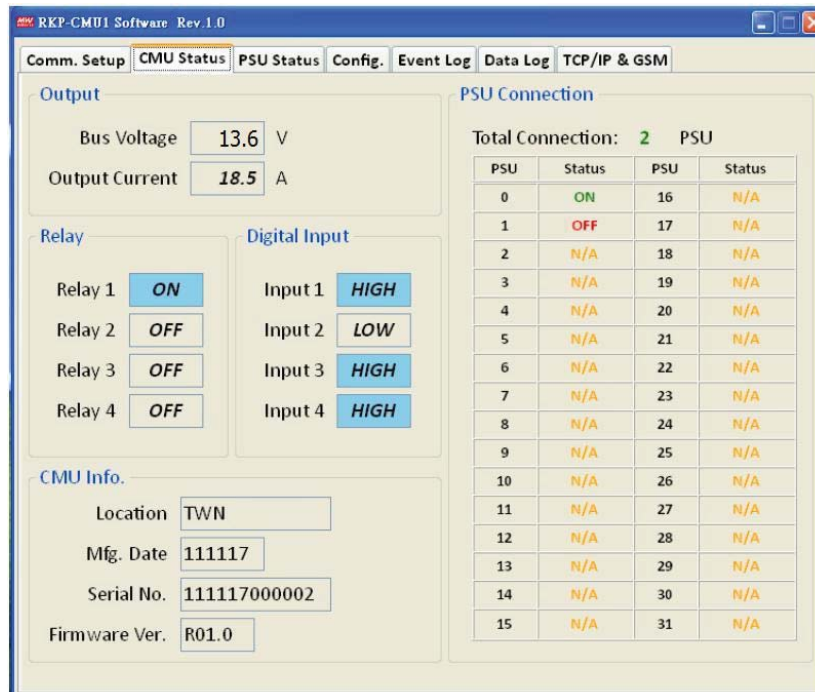 RKP-CMU1 Software Rev.1.0
Comm. Setup CMU Status PSU Status Config. Event Log Data Log TCP/IP & GSM
Output
Bus Voltage 13.6 V
Output Current 18.5 A
Relay
Relay 1 ON
Relay 2 OFF
Relay 3 OFF
Relay 4 OFF
Digital Input
Input 1 HIGH
Input 2 LOW
Input 3 HIGH
Input 4 HIGH
CMU Info.
Location TWN
Mfg. Date 111117
Serial No. 111117000002
Firmware Ver. R01.0
PSU Connection
Total Connection: 2 PSU
PSU Status PSU Status
0 ON 16 N/A
1 OFF 17 N/A
2 N/A 18 N/A
3 N/A 19 N/A
4 N/A 20 N/A
5 N/A 21 N/A
6 N/A 22 N/A
7 N/A 23 N/A
8 N/A 24 N/A
9 N/A 25 N/A
10 N/A 26 N/A
11 N/A 27 N/A
12 N/A 28 N/A
13 N/A 29 N/A
14 N/A 30 N/A
15 N/A 31 N/A